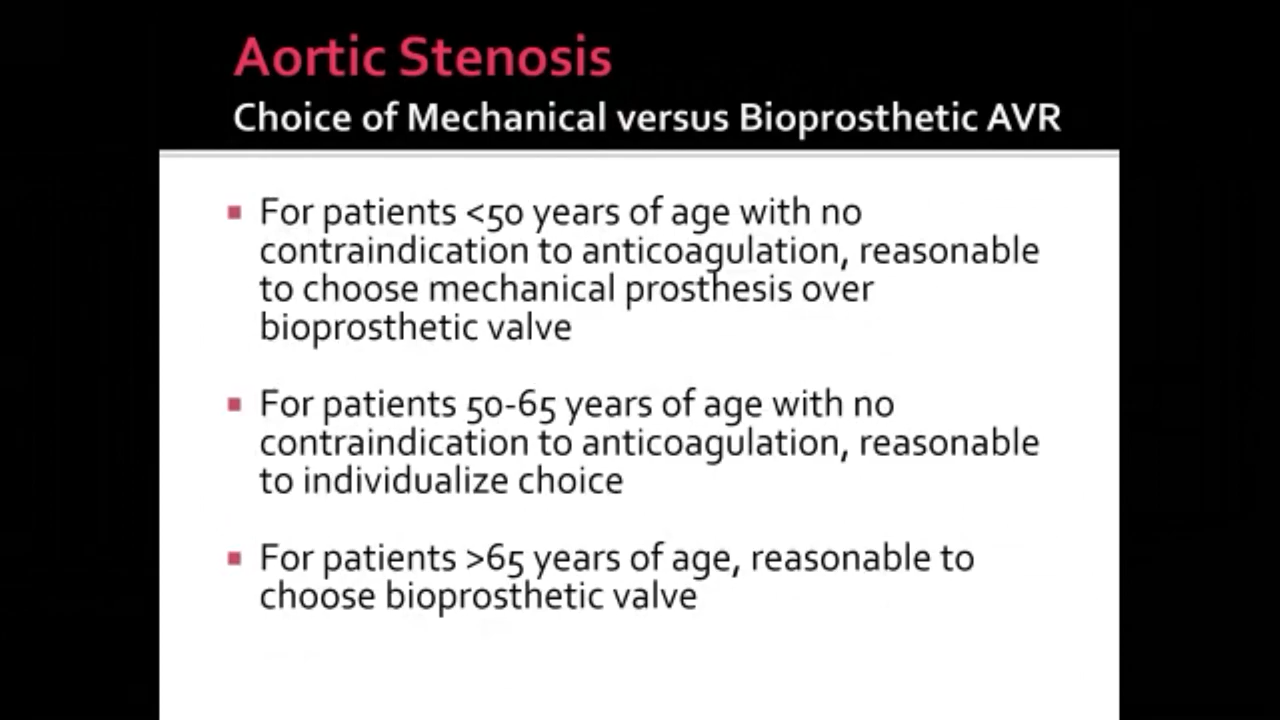 Aortic Stenosis
Choice of Mechanical versus Bioprosthetic AVR
For patients <50 years of age with no
contraindication to anticoagulation, reasonable
to choose mechanical prosthesis over
bioprosthetic valve
For patients 50-65 years of age with no
contraindication to anticoagulation, reasonable
to individualize choice
For patients >65 years of age, reasonable to
choose bioprosthetic valve